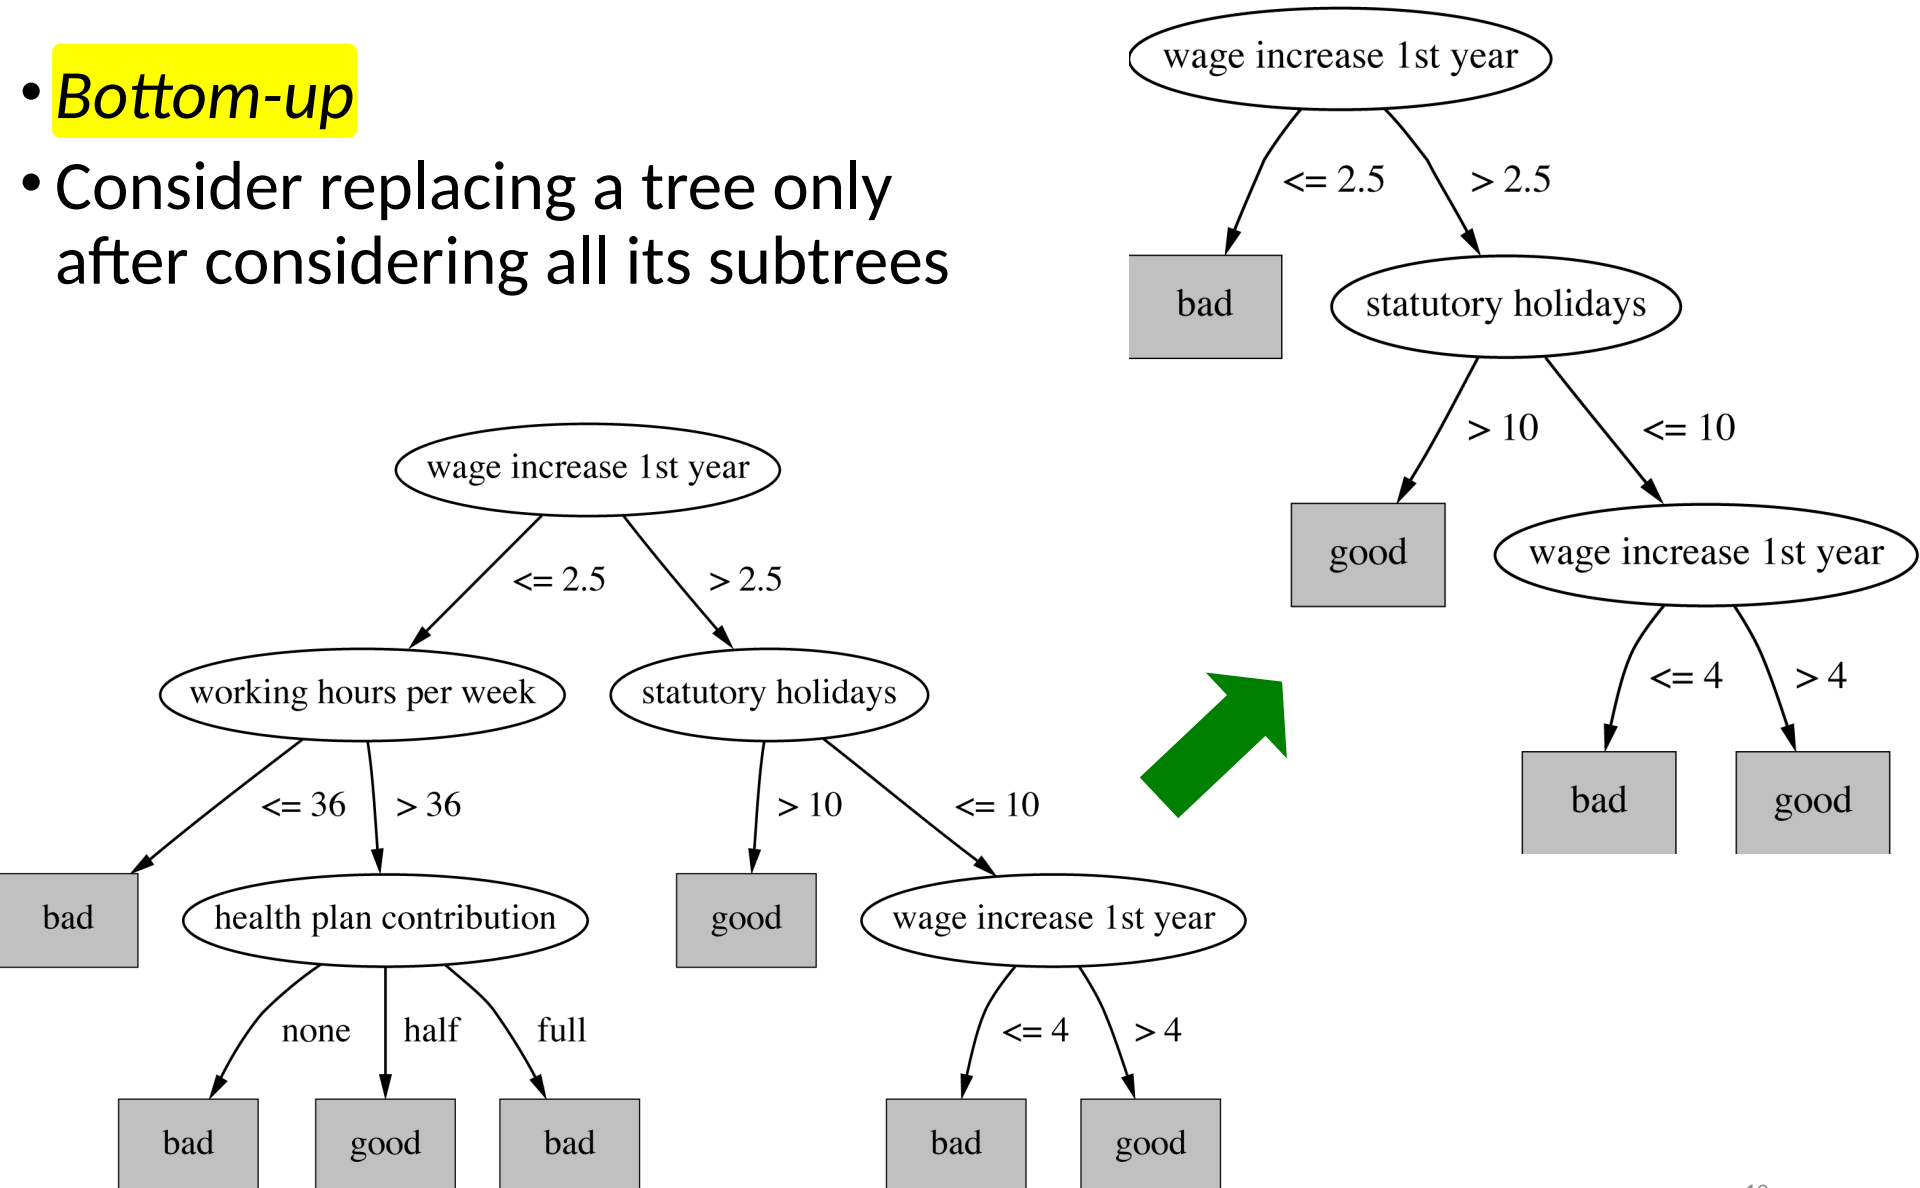 • Bottom-up
• Consider replacing a tree only
after considering all its subtrees
wage increase 1st year
<= 2.5 > 2.5
bad statutory holidays
> 10 <= 10
good wage increase 1st year
<= 4 > 4
bad good
wage increase 1st year
<= 2.5 > 2.5
working hours per week statutory holidays
<= 36 > 36 > 10 <= 10
bad health plan contribution good wage increase 1st year
none half full <= 4 > 4
bad good bad bad good